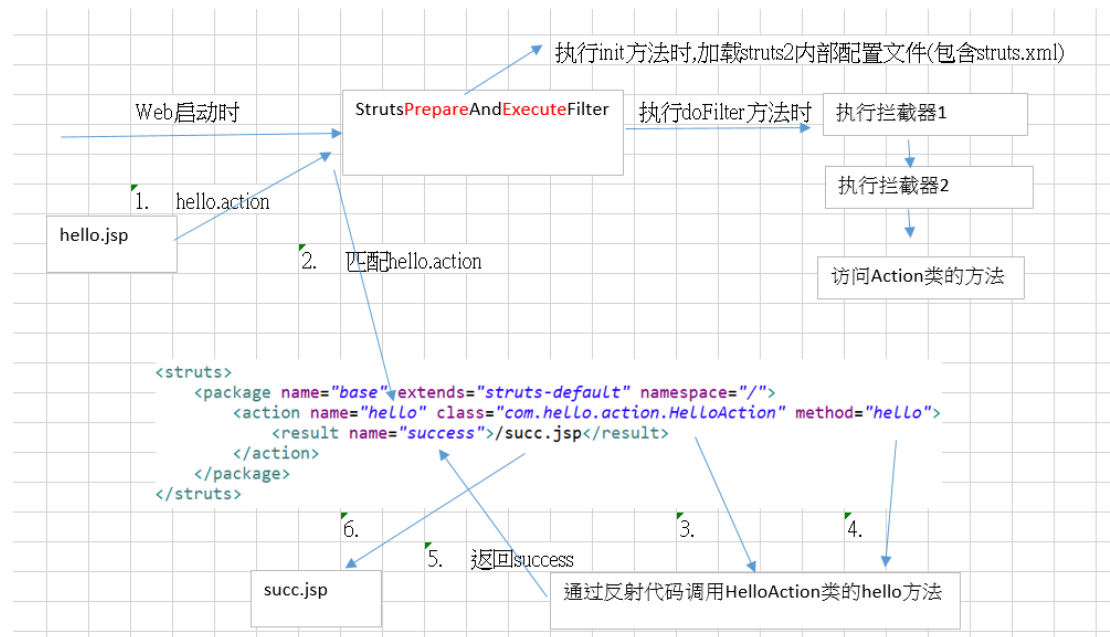 执行init方法时,加载struts2内部配置文件(包含struts.xml)
Web启动时
StrutsPrepareAndExecuteFilter
执行doFilter方法时
执行拦截器1
执行拦截器2
1. hello.action
hello.jsp
2. 匹配hello.action
访问Action类的方法
<struts>
<package name="base" extends="struts-default" namespace="/">
<action name="hello" class="com.hello.action.HelloAction" method="hello">
<result name="success">/succ.jsp</result>
</action>
</package>
</struts>
6.
3.
4.
5. 返回success
succ.jsp
通过反射代码调用HelloAction类的hello方法